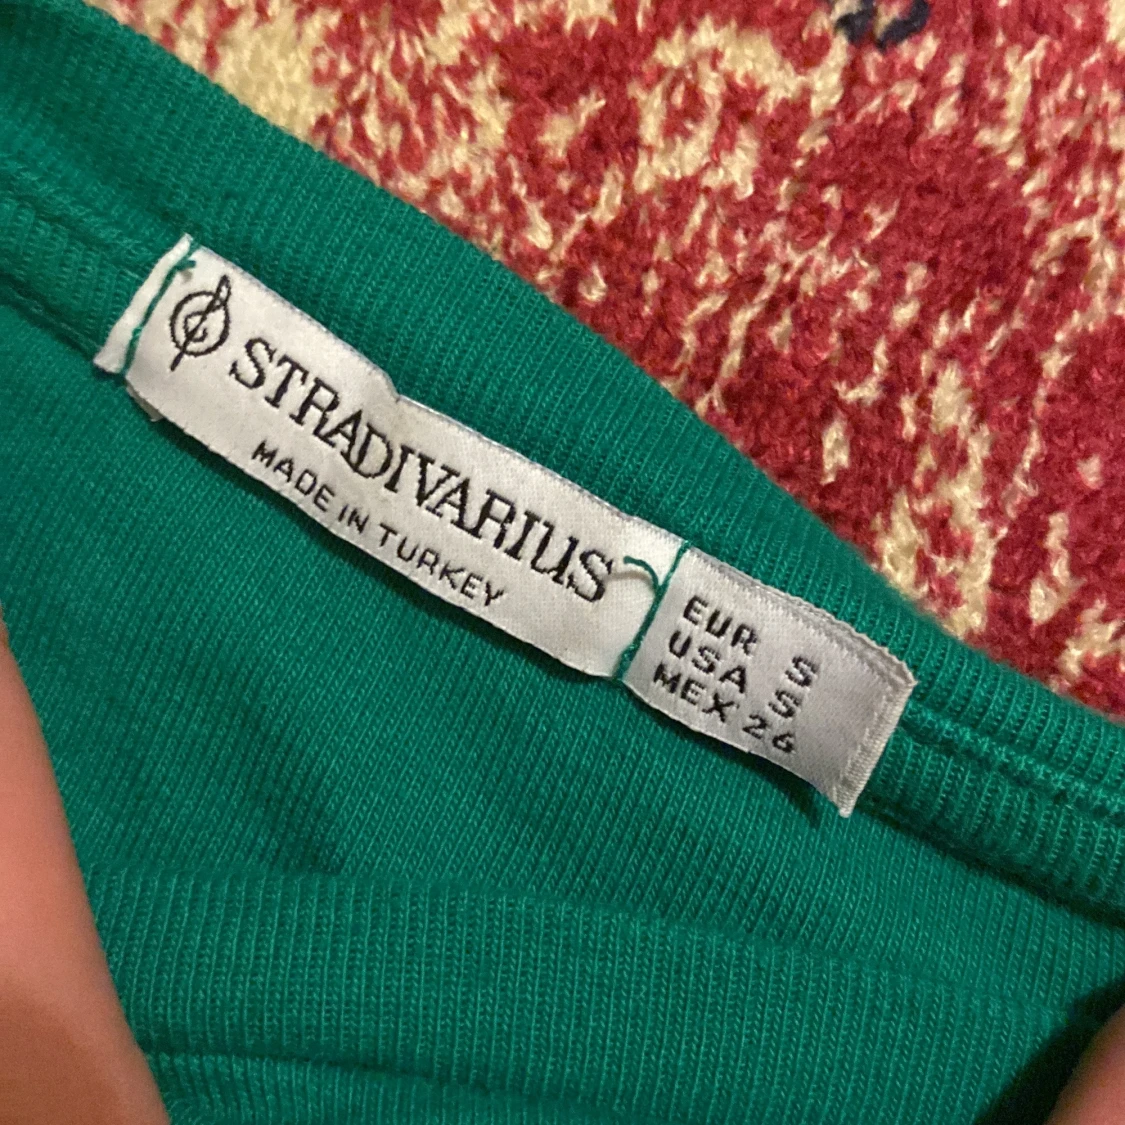 STRADIVARIUS
MADE IN TURKEY
EUR S
USA S
MEX 26